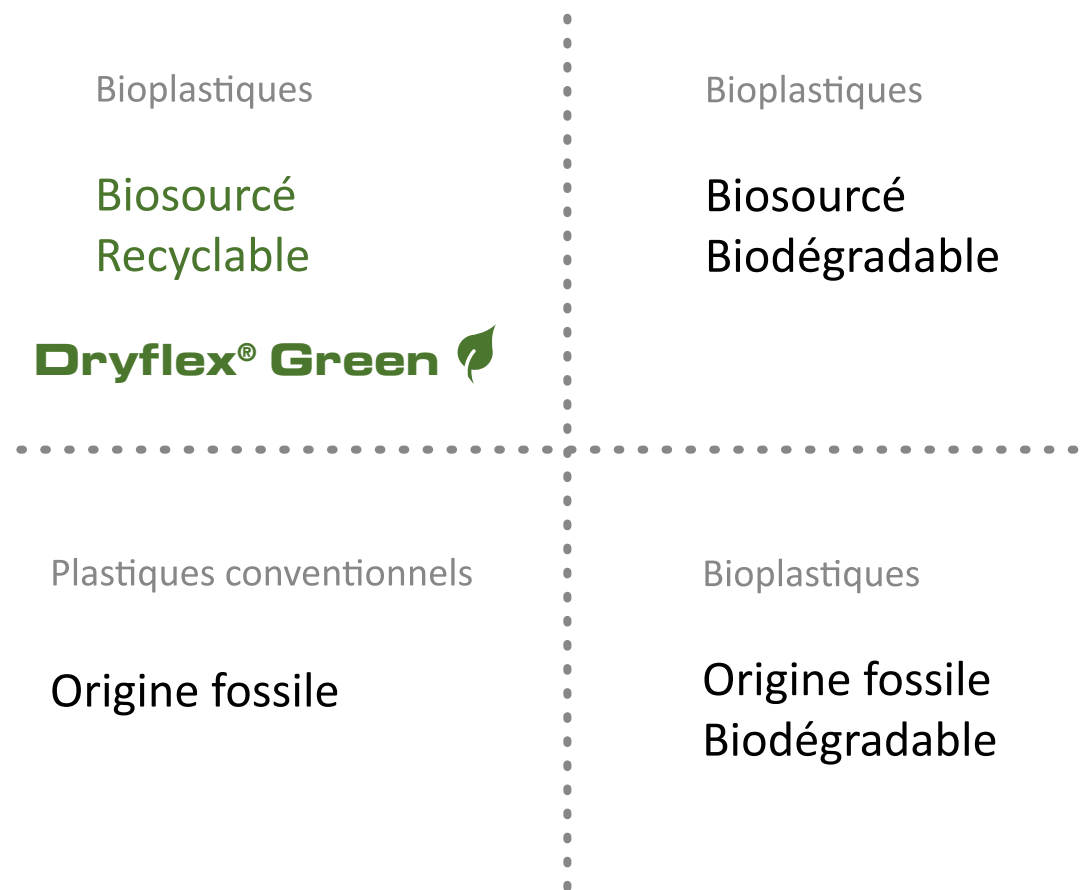 Bioplastiques
Biosourcé
Recyclable
Dryflex® Green
Bioplastiques
Biosourcé
Biodégradable
Plastiques conventionnels
Origine fossile
Bioplastiques
Origine fossile
Biodégradable